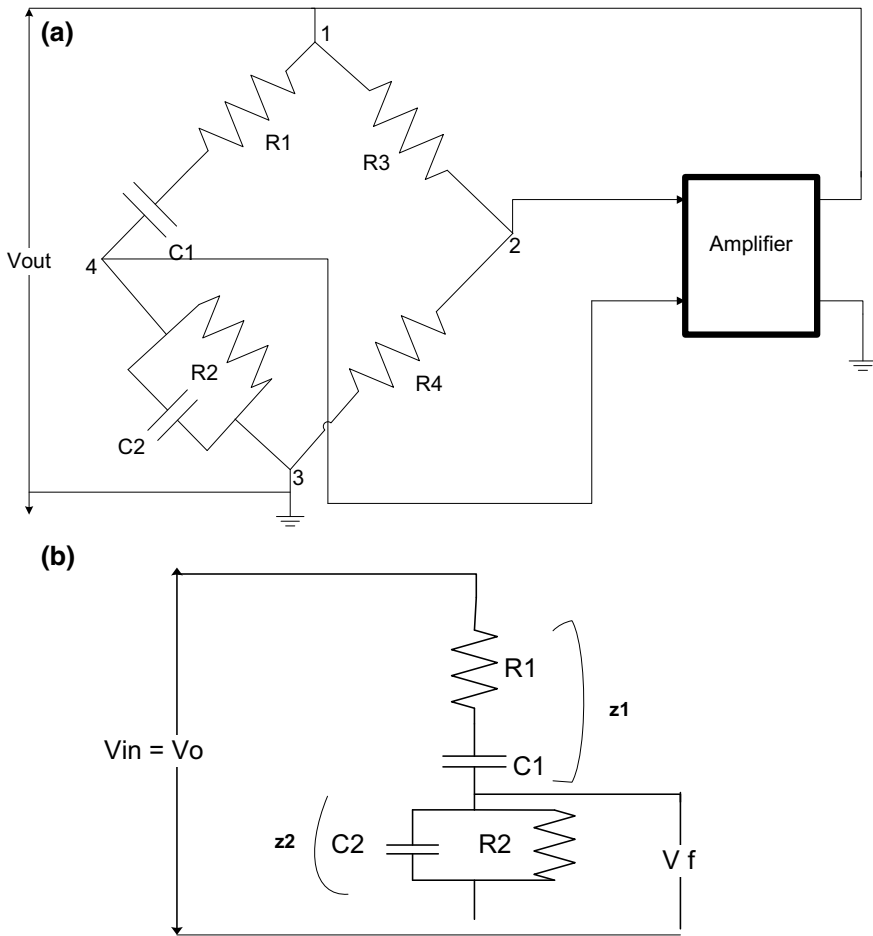 (a)
1
R1
R3
Amplifier
2
C1
Vout
4
R2
R4
C2
3
(b)
R1
z1
Vin = Vo
C1
z2
C2
R2
V f